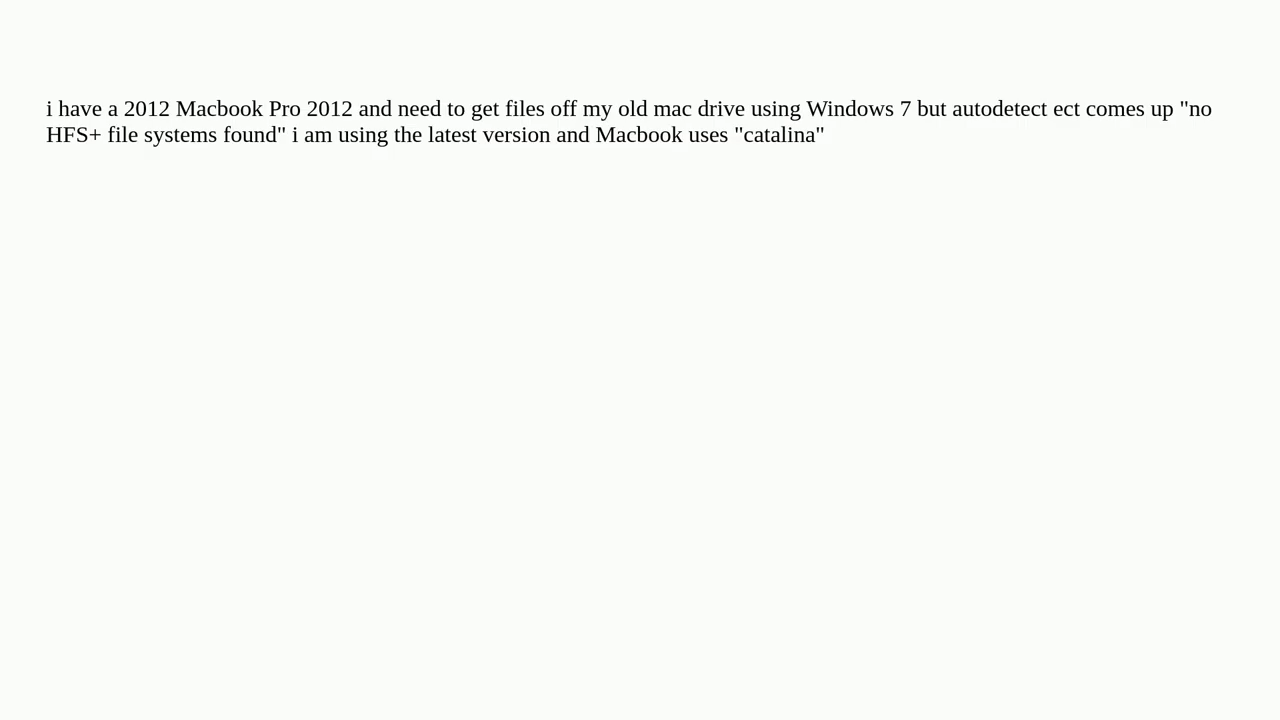 i have a 2012 Macbook Pro 2012 and need to get files off my old mac drive using Windows 7 but autodetect ect comes up "no
HFS+ file systems found" i am using the latest version and Macbook uses "catalina"